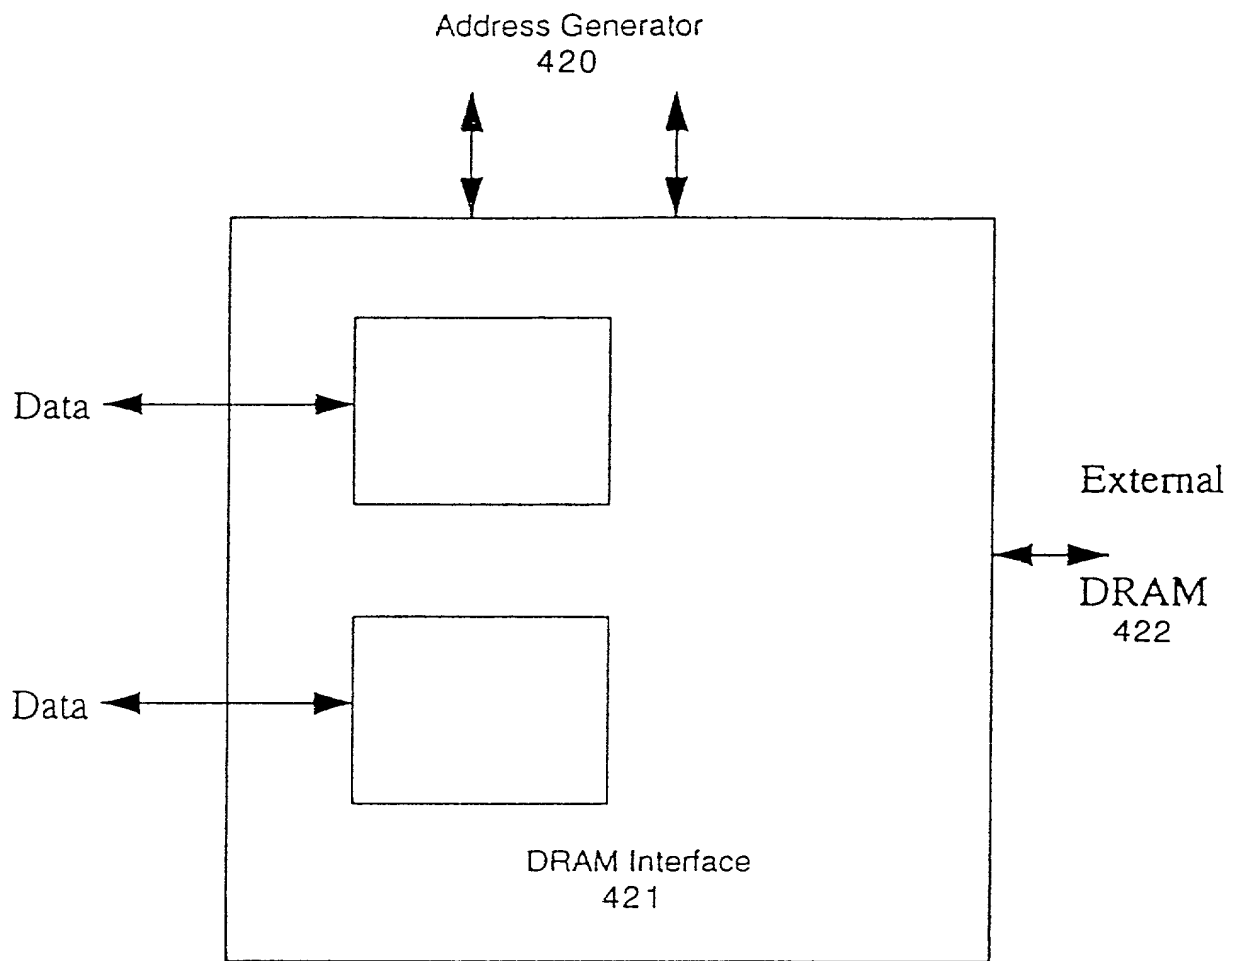 Address Generator
420
Data
External
DRAM
422
Data
DRAM Interface
421